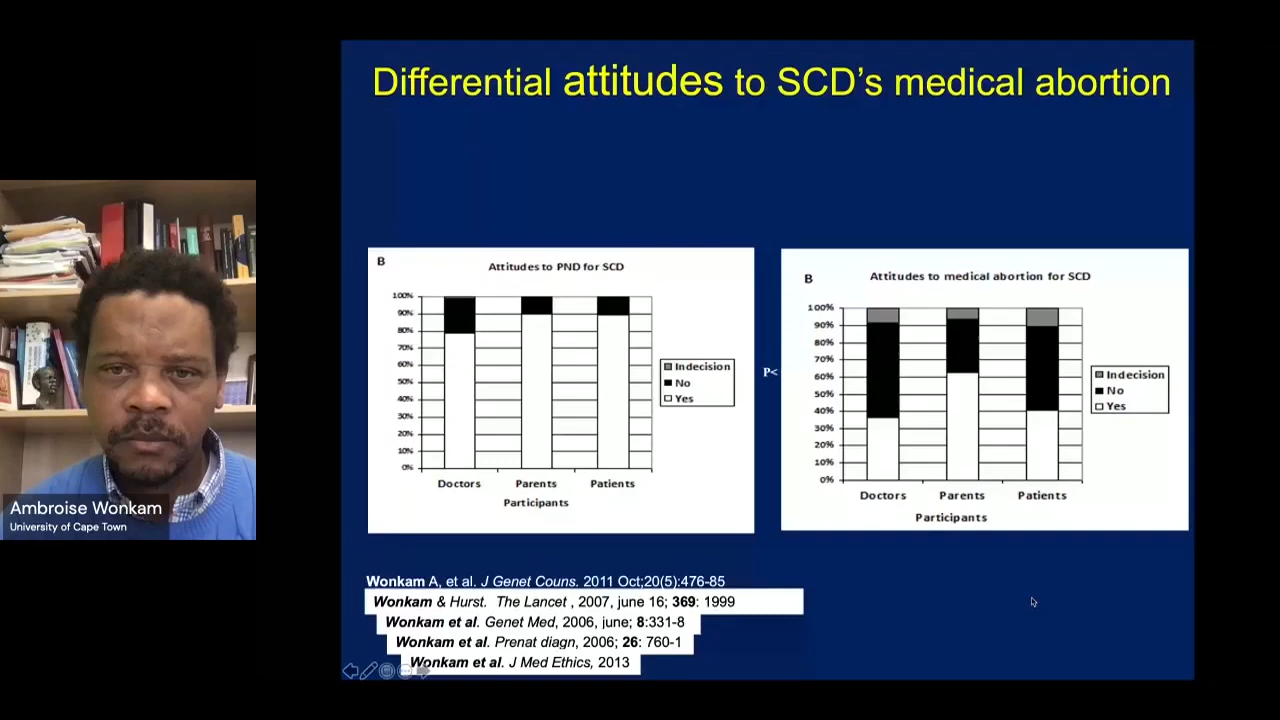 Differential attitudes to SCD's medical abortion
B
Attitudes to PND for SCD
100%
90%
80%
70%
60%
50%
40%
30%
20%
10%
0%
Doctors Parents Patients
Participants
Indecision
No
Yes
P<
B
Attitudes to medical abortion for SCD
100%
90%
80%
70%
60%
50%
40%
30%
20%
10%
0%
Doctors Parents Patients
Participants
Indecision
No
Yes
Ambroise Wonkam
University of Cape Town
Wonkam A, et al. J Genet Couns. 2011 Oct;20(5):476-85
Wonkam & Hurst. The Lancet , 2007, june 16; 369: 1999
Wonkam et al. Genet Med, 2006, june; 8:331-8
Wonkam et al. Prenat diagn, 2006; 26: 760-1
Wonkam et al. J Med Ethics, 2013